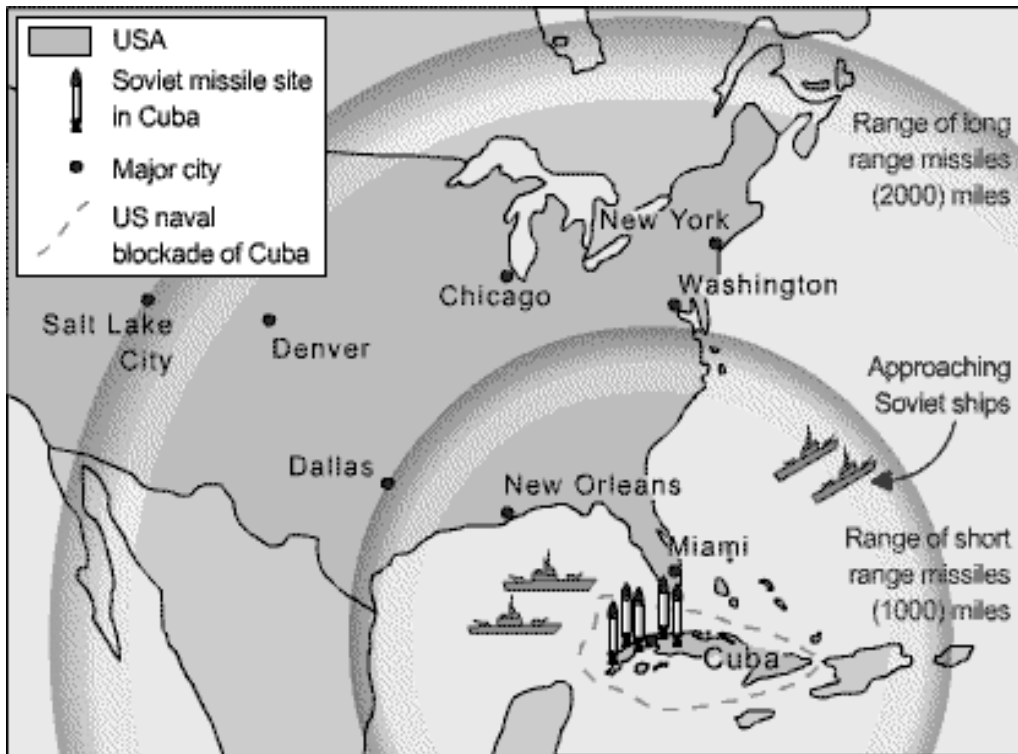 USA
Soviet missile site
in Cuba
Major city
US naval
blockade of Cuba
Range of long
range missiles
(2000) miles
New York
Chicago
Washington
Salt Lake
City
Denver
Approaching
Soviet ships
Dallas
New Orleans
Miami
Range of short
range missiles
(1000) miles
Cuba